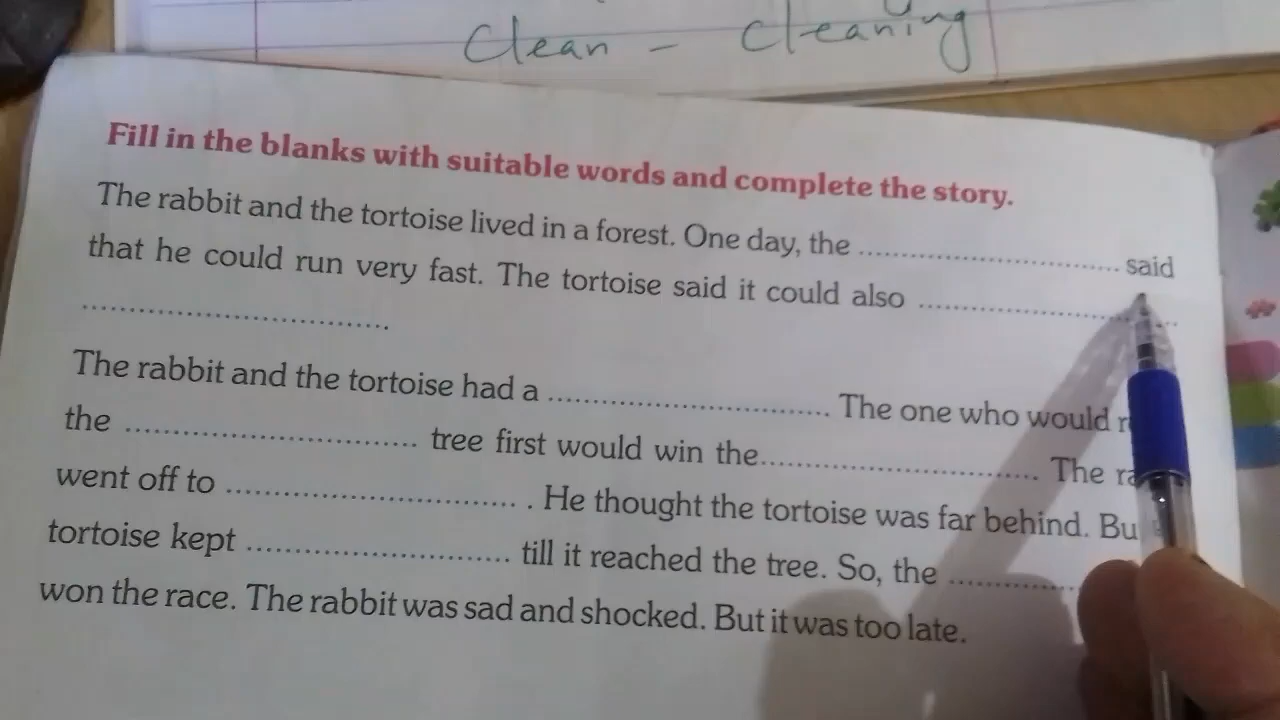 Clean - Cleaning
Fill in the blanks with suitable words and complete the story.
The rabbit and the tortoise lived in a forest. One day, the .............................. said
that he could run very fast. The tortoise said it could also ..............................
..............................
The rabbit and the tortoise had a .............................. The one who would
the .............................. tree first would win the.............................. The
went off to .............................. . He thought the tortoise was far behind.
tortoise kept .............................. till it reached the tree. So, the ...............
won the race. The rabbit was sad and shocked. But it was too late.